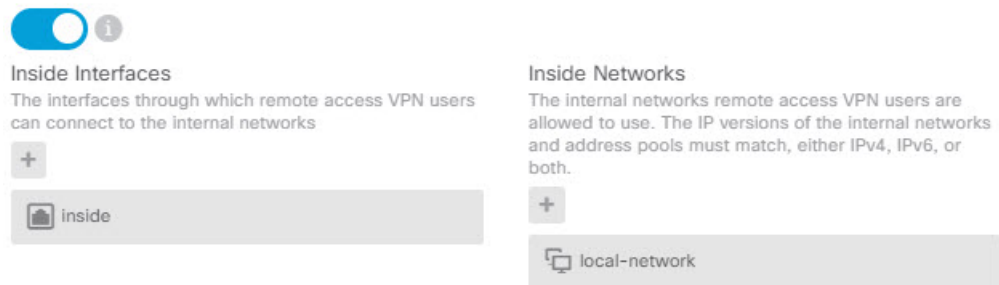 Inside Interfaces
The interfaces through which remote access VPN users
can connect to the internal networks
inside
Inside Networks
The internal networks remote access VPN users are
allowed to use. The IP versions of the internal networks
and address pools must match, either IPv4, IPv6, or
both.
local-network